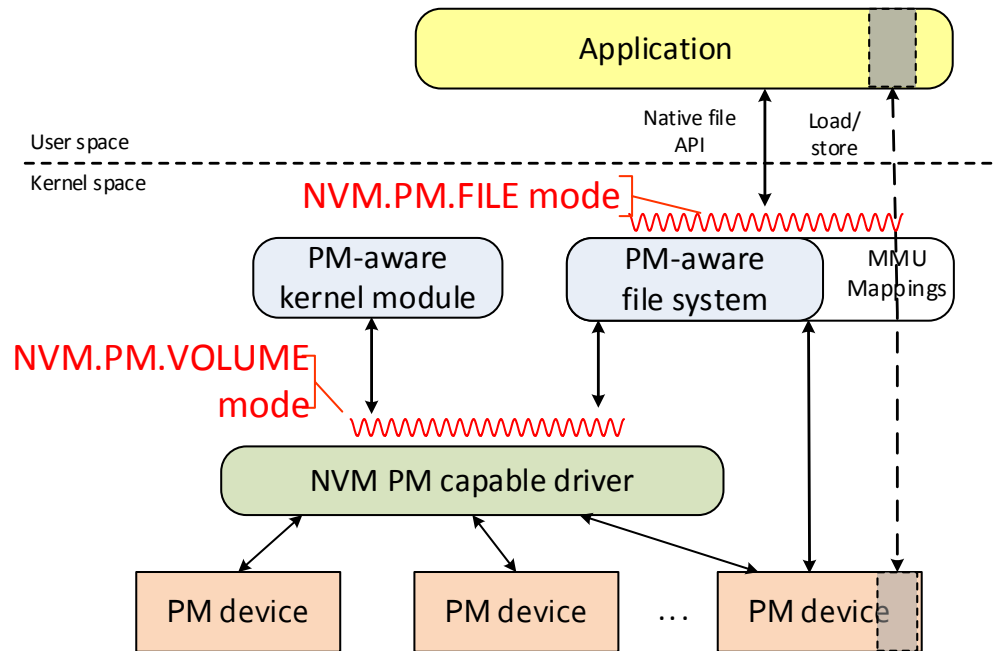 Application
Native file
API
Load/
store
User space
Kernel space
NVM.PM.FILE mode
PM-aware
kernel module
PM-aware
file system
MMU
Mappings
NVM.PM.VOLUME
mode
NVM PM capable driver
PM device
PM device
...
PM device